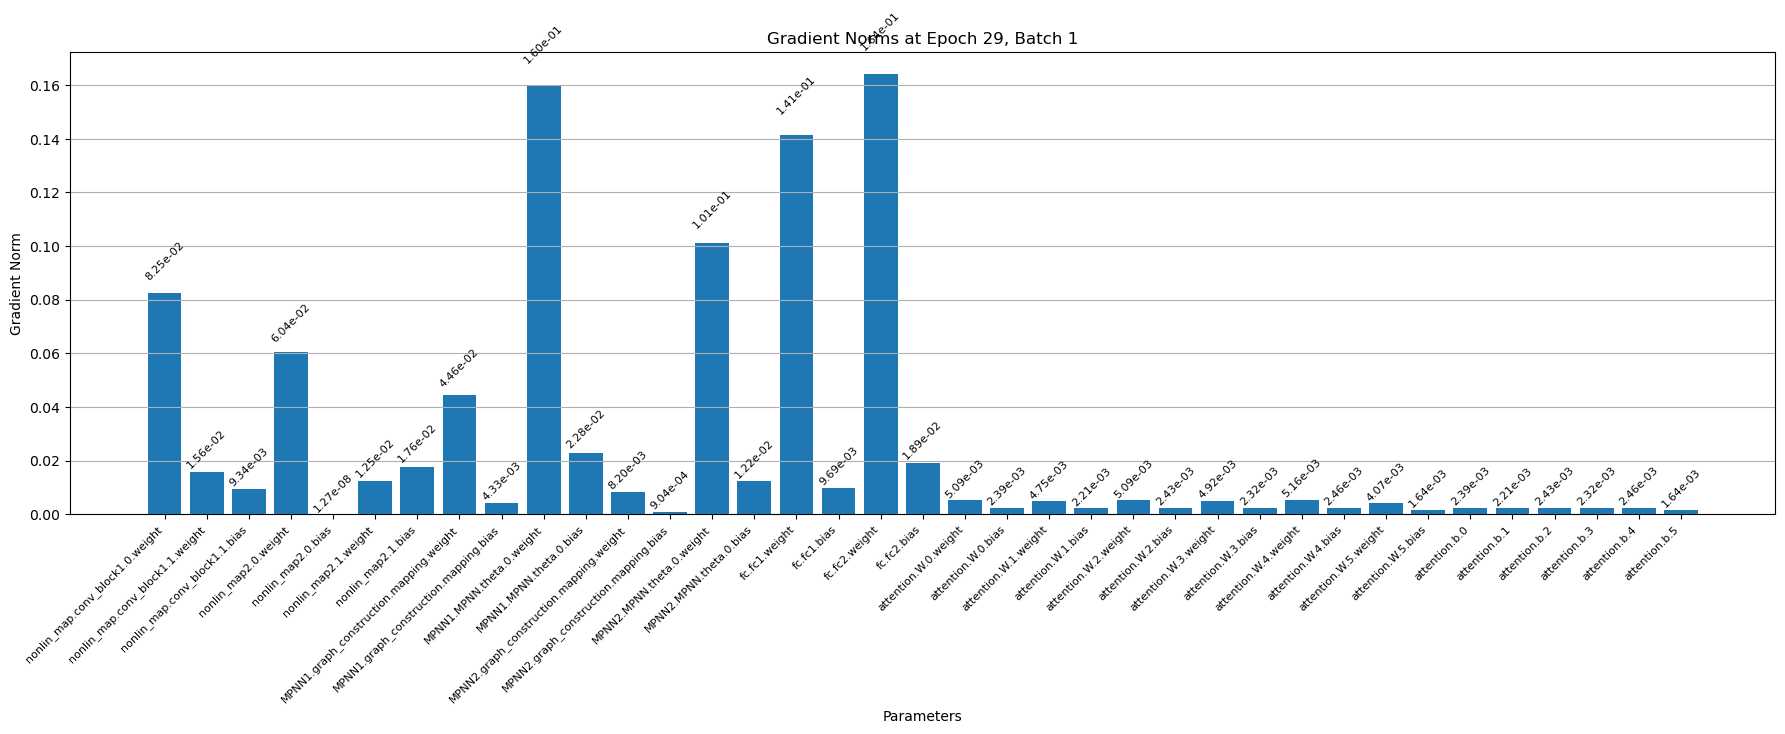 Gradient Norms at Epoch 29, Batch 1
Gradient Norm
0.16
0.14
0.12
0.10
0.08
0.06
0.04
0.02
0.00
8.25e-02
1.56e-02
9.34e-03
6.04e-02
1.27e-08
1.25e-02
1.76e-02
4.46e-02
4.33e-03
1.60e-01
2.28e-02
8.20e-03
9.04e-04
1.01e-01
1.22e-02
1.41e-01
9.69e-03
1.64e-01
1.89e-02
5.09e-03
2.39e-03
4.75e-03
2.21e-03
5.09e-03
2.43e-03
4.92e-03
2.32e-03
5.16e-03
2.46e-03
4.07e-03
1.64e-03
2.39e-03
2.21e-03
2.43e-03
2.32e-03
2.46e-03
1.64e-03
nonlin_map.conv_block1.0.weight
nonlin_map.conv_block1.1.weight
nonlin_map.conv_block1.1.bias
nonlin_map2.0.weight
nonlin_map2.0.bias
nonlin_map2.1.weight
nonlin_map2.1.bias
MPNN1.graph_construction.mapping.weight
MPNN1.graph_construction.mapping.bias
MPNN1.MPNN.theta.0.weight
MPNN1.MPNN.theta.0.bias
MPNN2.graph_construction.mapping.weight
MPNN2.graph_construction.mapping.bias
MPNN2.MPNN.theta.0.weight
MPNN2.MPNN.theta.0.bias
fc.fc1.weight
fc.fc1.bias
fc.fc2.weight
fc.fc2.bias
attention.W.0.weight
attention.W.0.bias
attention.W.1.weight
attention.W.1.bias
attention.W.2.weight
attention.W.2.bias
attention.W.3.weight
attention.W.3.bias
attention.W.4.weight
attention.W.4.bias
attention.W.5.weight
attention.W.5.bias
attention.b.0
attention.b.1
attention.b.2
attention.b.3
attention.b.4
attention.b.5
Parameters